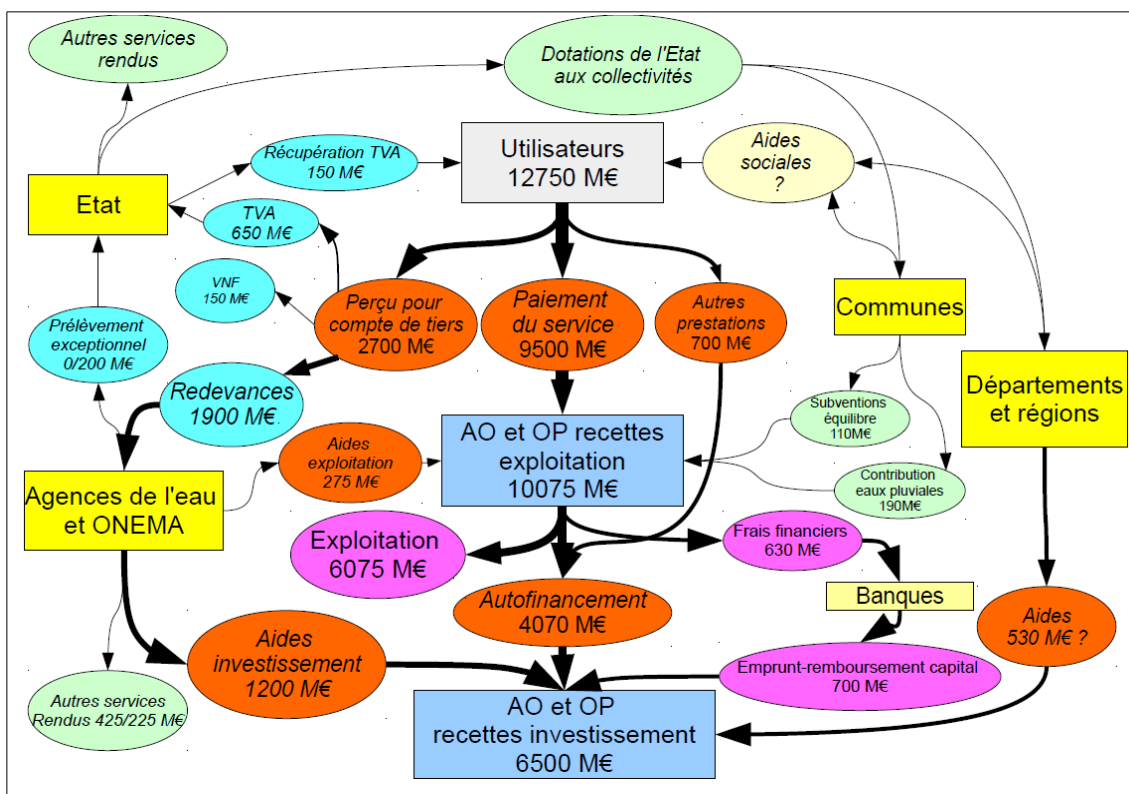 Autres services
rendus
Dotations de l'Etat
aux collectivités
Récupération TVA
150 M€
Utilisateurs
12750 M€
Aides
sociales
?
Etat
TVA
650 M€
VNF
150 M€
Perçu pour
compte de tiers
2700 M€
Paiement
du service
9500 M€
Autres
prestations
700 M€
Communes
Prélèvement
exceptionnel
0/200 M€
Redevances
1900 M€
Départements
et régions
Subventions
équilibre
110M€
AO et OP recettes
exploitation
10075 M€
Aides
exploitation
275 M€
Contribution
eaux pluviales
190M€
Agences de l'eau
et ONEMA
Exploitation
6075 M€
Frais financiers
630 M€
Banques
Autofinancement
4070 M€
Aides
530 M€ ?
Aides
investissement
1200 M€
Emprunt-remboursement capital
700 M€
Autres services
Rendus 425/225 M€
AO et OP
recettes investissement
6500 M€